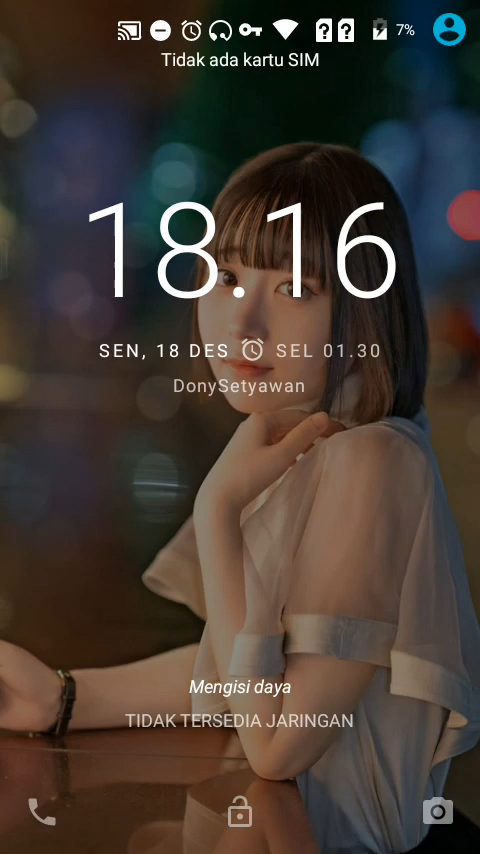 7%
Tidak ada kartu SIM
18.16
SEN, 18 DES SEL 01.30
DonySetyawan
Mengisi daya
TIDAK TERSEDIA JARINGAN